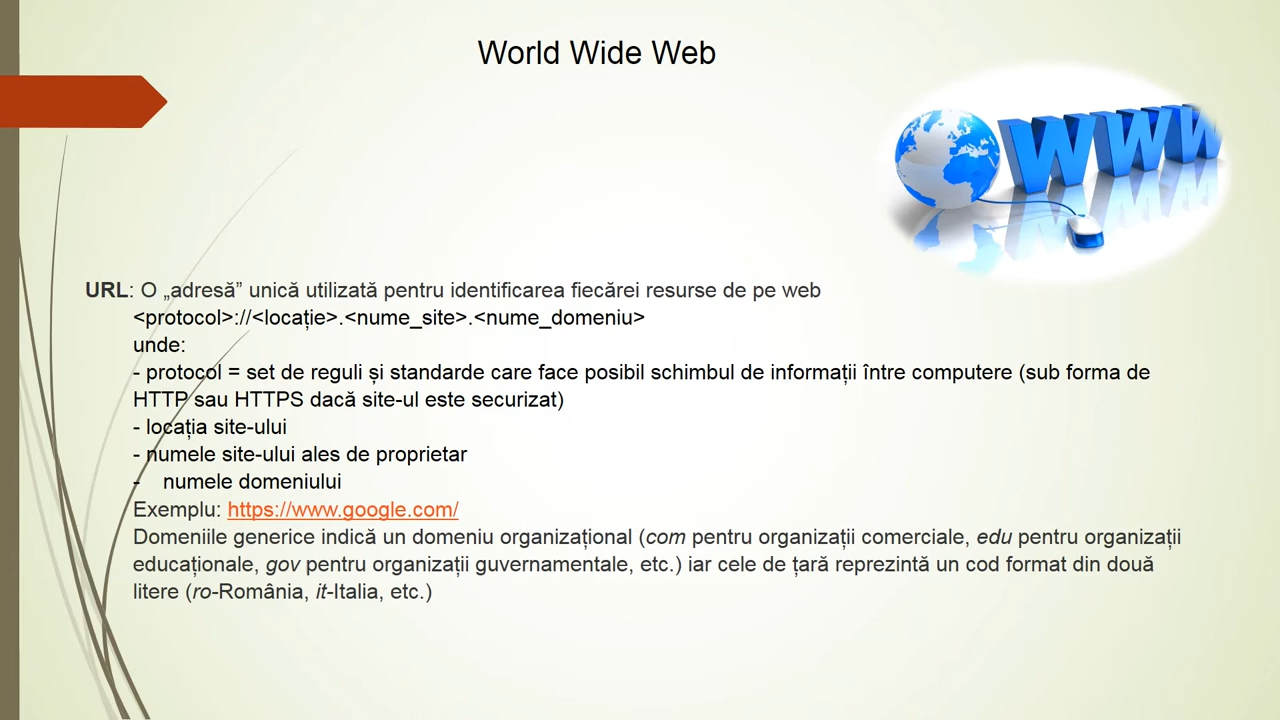 World Wide Web
WWW
URL: O „adresă” unică utilizată pentru identificarea fiecărei resurse de pe web
<protocol>://<locație>.<nume_site>.<nume_domeniu>
unde:
- protocol = set de reguli și standarde care face posibil schimbul de informații între computere (sub forma de
HTTP sau HTTPS dacă site-ul este securizat)
- locația site-ului
- numele site-ului ales de proprietar
- numele domeniului
Exemplu: https://www.google.com/
Domeniile generice indică un domeniu organizațional (com pentru organizații comerciale, edu pentru organizații
educaționale, gov pentru organizații guvernamentale, etc.) iar cele de țară reprezintă un cod format din două
litere (ro-România, it-Italia, etc.)